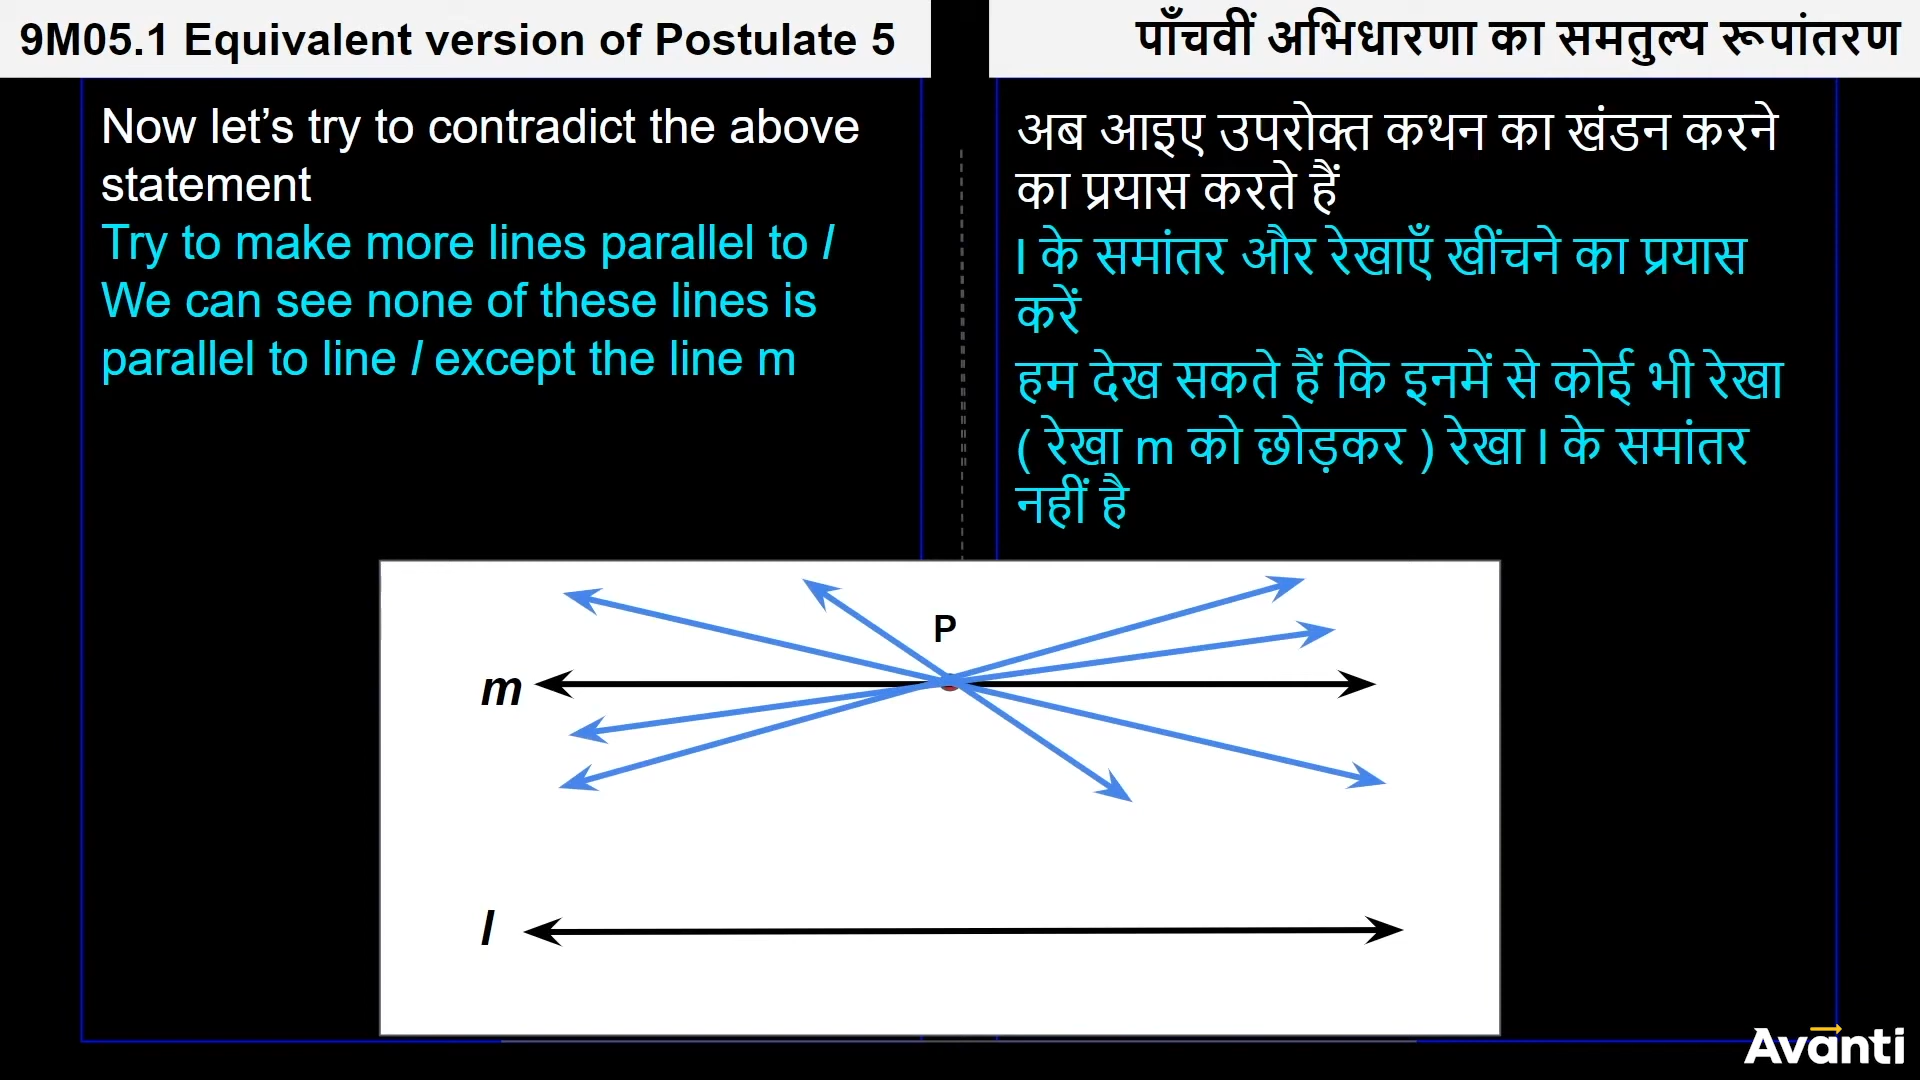 9M05.1 Equivalent version of Postulate 5
पाँचवीं अभिधारणा का समतुल्य रूपांतरण
Now let’s try to contradict the above
statement
Try to make more lines parallel to l
We can see none of these lines is
parallel to line l except the line m
अब आइए उपरोक्त कथन का खंडन करने
का प्रयास करते हैं
l के समांतर और रेखाएँ खींचने का प्रयास
करें
हम देख सकते हैं कि इनमें से कोई भी रेखा
( रेखा m को छोड़कर ) रेखा l के समांतर
नहीं है
P
m
l
Avanti